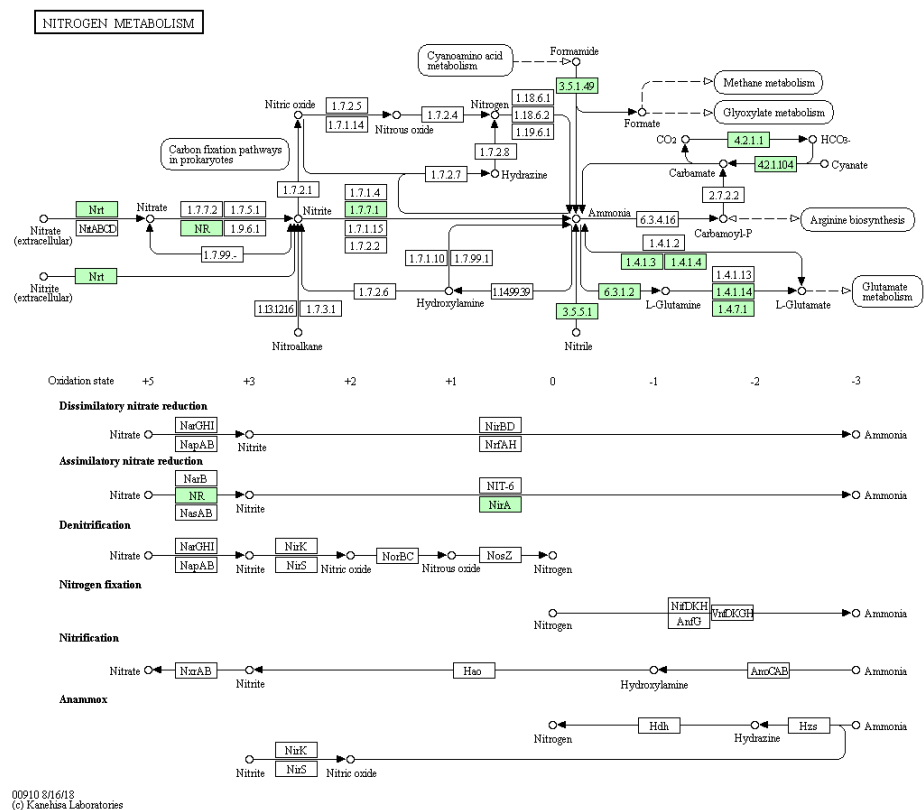 NITROGEN METABOLISM
Cyanoamino acid
metabolism
Formamide
3.5.1.49
Methane metabolism
Glyoxylate metabolism
Formate
Nitric oxide
1.7.2.5
1.7.1.14
Nitrous oxide
1.7.2.4
Nitrogen
1.18.6.1
1.18.6.2
1.19.6.1
Carbon fixation pathways
in prokaryotes
1.7.2.8
1.7.2.7
Hydrazine
CO2
4.2.1.1
HCO3-
Carbamate
4.2.1.104
Cyanate
1.7.2.1
2.7.2.2
Nrt
NrtABCD
Nitrate
(extracellular)
Nitrate
1.7.7.2
1.7.5.1
NR
1.9.6.1
1.7.99.-
Nitrite
1.7.1.4
1.7.7.1
1.7.1.15
1.7.2.2
Ammonia
6.3.4.16
Carbamoyl-P
Arginine biosynthesis
Nrt
Nitrite
(extracellular)
1.7.1.10
1.7.99.1
1.7.2.6
Hydroxylamine
1.14.99.39
1.4.1.2
1.4.1.3
1.4.1.4
6.3.1.2
L-Glutamine
1.4.1.13
1.4.1.14
1.4.7.1
L-Glutamate
Glutamate
metabolism
1.13.12.16
1.7.3.1
Nitroalkane
3.5.5.1
Nitrile
Oxidation state +5 +3 +2 +1 0 -1 -2 -3
Dissimilatory nitrate reduction
Nitrate
NarGHI
NapAB
Nitrite
NirBD
NrfAH
Ammonia
Assimilatory nitrate reduction
Nitrate
NarB
NR
NasAB
Nitrite
NIT-6
NirA
Ammonia
Denitrification
Nitrate
NarGHI
NapAB
Nitrite
NirK
NirS
Nitric oxide
NorBC
Nitrous oxide
NosZ
Nitrogen
Nitrogen fixation
Nitrogen
NifDKH
AnfG
VnfDKGH
Ammonia
Nitrification
Nitrate
NxrAB
Nitrite
Hao
Hydroxylamine
AmoCAB
Ammonia
Anammox
Nitrogen
Hdh
Hydrazine
Hzs
Ammonia
Nitrite
NirK
NirS
Nitric oxide
00910 8/16/18
(c) Kanehisa Laboratories